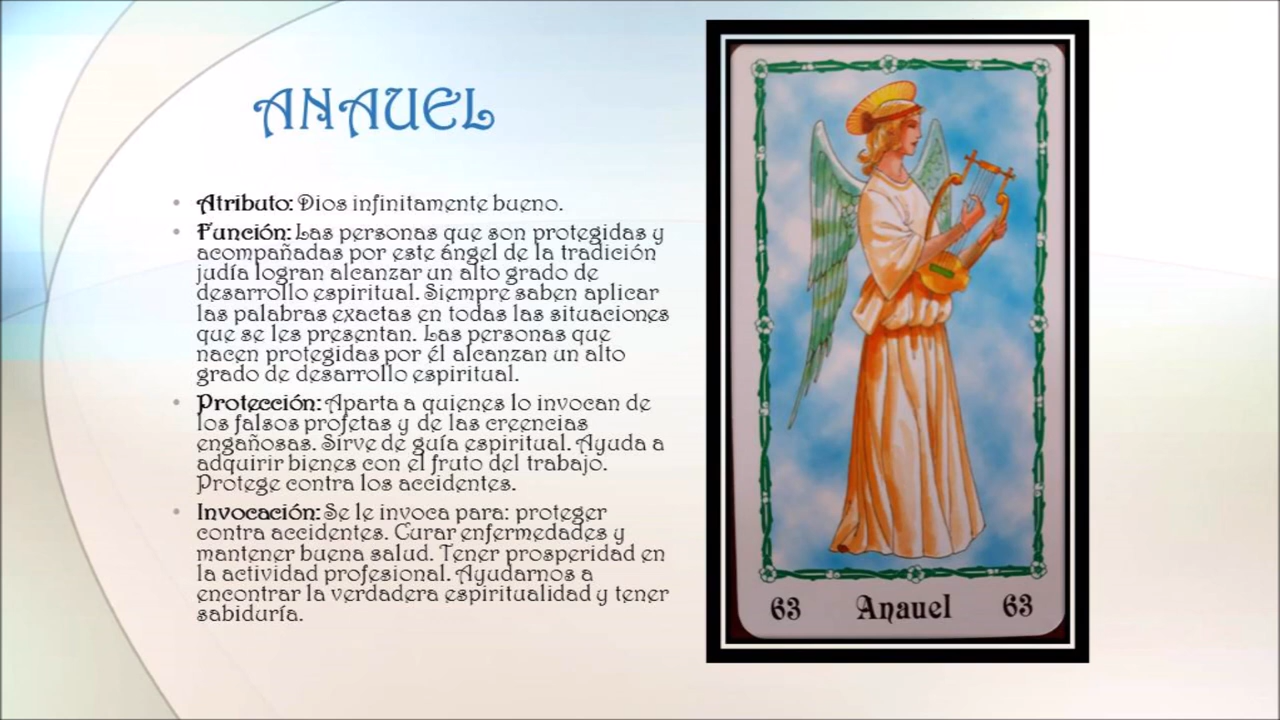 ANAUEL
• Atributo: Dios infinitamente bueno.
• Función: Las personas que son protegidas y
acompañadas por este ángel de la tradición
judía logran alcanzar un alto grado de
desarrollo espiritual. Siempre saben aplicar
las palabras exactas en todas las situaciones
que se les presentan. Las personas que
nacen protegidas por él alcanzan un alto
grado de desarrollo espiritual.
• Protección: Aparta a quienes lo invocan de
los falsos profetas y de las creencias
engañosas. Sirve de guía espiritual. Ayuda a
adquirir bienes con el fruto del trabajo.
Protege contra los accidentes.
• Invocación: Se le invoca para: proteger
contra accidentes. Curar enfermedades y
mantener buena salud. Tener prosperidad en
la actividad profesional. Ayudarnos a
encontrar la verdadera espiritualidad y tener
sabiduría.
63 Anauel 63